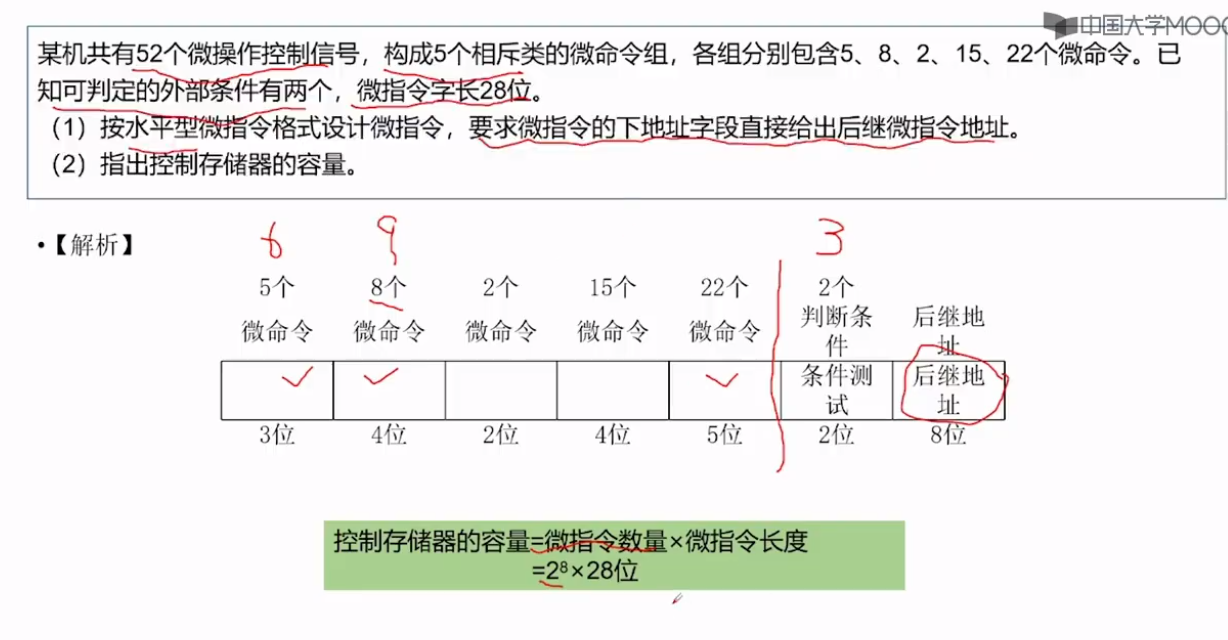 中国大学MOOC
某机共有52个微操作控制信号，构成5个相斥类的微命令组，各组分别包含5、8、2、15、22个微命令。已
知可判定的外部条件有两个，微指令字长28位。
（1）按水平型微指令格式设计微指令，要求微指令的下地址字段直接给出后继微指令地址。
（2）指出控制存储器的容量。
•【解析】
6 9 3
5个 8个 2个 15个 22个 2个
微命令 微命令 微命令 微命令 微命令 判断条件 后继地址
条件测试 后继地址
3位 4位 2位 4位 5位 2位 8位
控制存储器的容量=微指令数量×微指令长度
=2⁸×28位